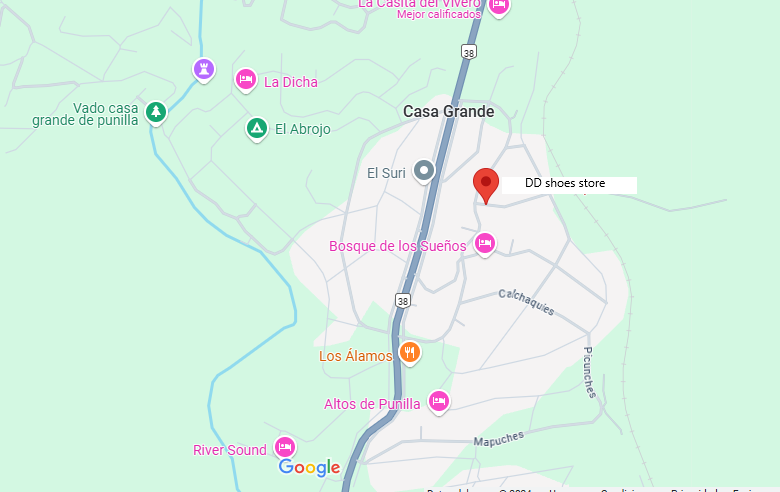 La Casita del Vivero
Mejor calificados
38
La Dicha
Vado casa
grande de punilla
Casa Grande
El Abrojo
El Suri
DD shoes store
Bosque de los Sueños
Calchaquíes
38
Los Álamos
Picunches
Altos de Punilla
Mapuches
River Sound
Google